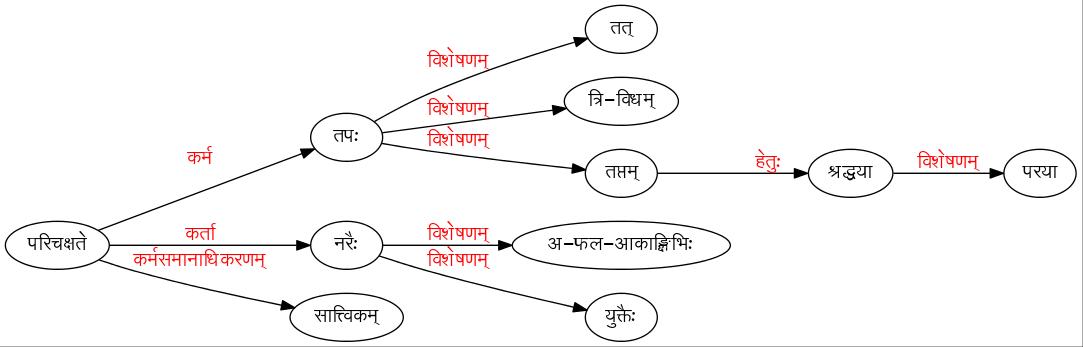 तत्
विशेषणम्
त्रि-विधम्
विशेषणम्
तपः
विशेषणम्
कर्म
तप्तम्
हेतुः
श्रद्धया
विशेषणम्
परया
परिचक्षते
कर्ता
नरैः
विशेषणम्
अ-फल-आकाङ्क्षिभिः
कर्मसमानाधिकरणम्
विशेषणम्
सात्त्विकम्
युक्तैः